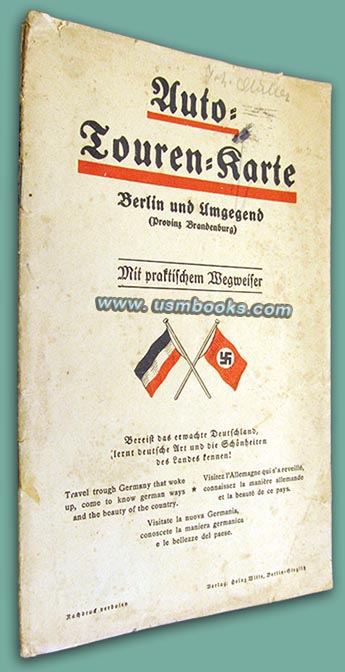 Auto=
Touren=Karte
Berlin und Umgegend
(Provinz Brandenburg)
Mit praktischem Wegweiser
www.usmbooks.com
Bereist das erwachte Deutschland,
lernt deutsche Art und die Schönheiten
des Landes kennen!
Travel trough Germany that woke
up, come to know german ways
and the beauty of the country.
★
Visitez l'Allemagne qui s'a reveillé,
connaissez la manière allemande
et la beauté de ce pays.
Visitate la nuova Germania,
conoscete la maniera germanica
e le bellezze del paese.
Nachdruck verboten
Verlag: Heinz Witte, Berlin-Steglitz